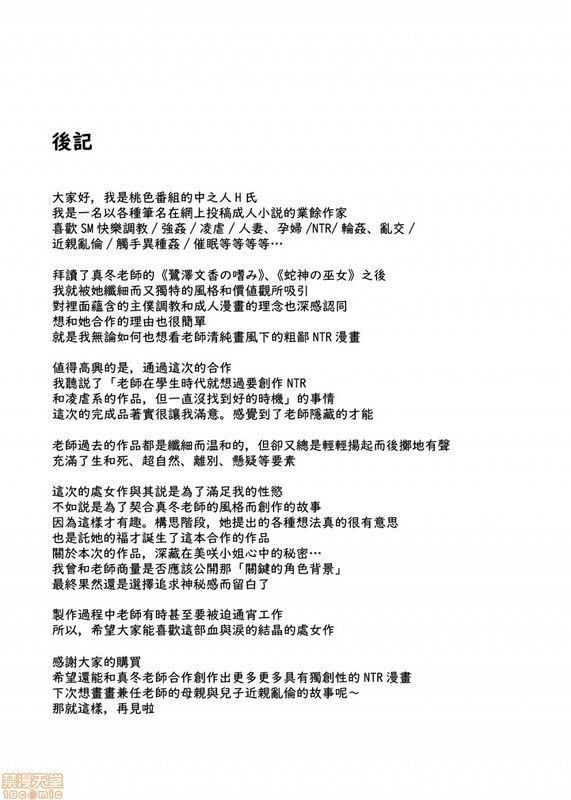 後記
大家好，我是桃色番組的中之人H氏
我是一名以各種筆名在網上投稿成人小説的業餘作家
喜歡SM快樂調教/強姦/凌虐/人妻、孕婦/NTR/輪姦、亂交/
近親亂倫/觸手異種姦/催眠等等等等…
拜讀了真冬老師的《鷺澤文香の嗜み》、《蛇神の巫女》之後
我就被她纖細而又獨特的風格和價值觀所吸引
對裡面蘊含的主僕調教和成人漫畫的理念也深感認同
想和她合作的理由也很簡單
就是我無論如何也想看老師清純畫風下的粗鄙NTR漫畫
值得高興的是，通過這次的合作
我聽説了「老師在學生時代就想過要創作NTR
和凌虐系的作品，但一直沒找到好的時機」的事情
這次的完成品著實很讓我滿意。感覺到了老師隱藏的才能
老師過去的作品都是纖細而温和的，但卻又總是輕輕揚起而後擲地有聲
充滿了生和死、超自然、離別、懸疑等要素
這次的處女作與其説是為了滿足我的性慾
不如説是為了契合真冬老師的風格而創作的故事
因為這樣才有趣。構思階段，她提出的各種想法真的很有意思
也是託她的福才誕生了這本合作的作品
關於本次的作品，深藏在美咲小姐心中的秘密…
我曾和老師商量是否應該公開那「關鍵的角色背景」
最終果然還是選擇追求神秘感而留白了
製作過程中老師有時甚至要被迫通宵工作
所以，希望大家能喜歡這部血與淚的結晶的處女作
感謝大家的購買
希望還能和真冬老師合作創作出更多更多具有獨創性的NTR漫畫
下次想畫畫兼任老師的母親與兒子近親亂倫的故事呢～
那就這樣，再見啦
禁漫天堂
18comic